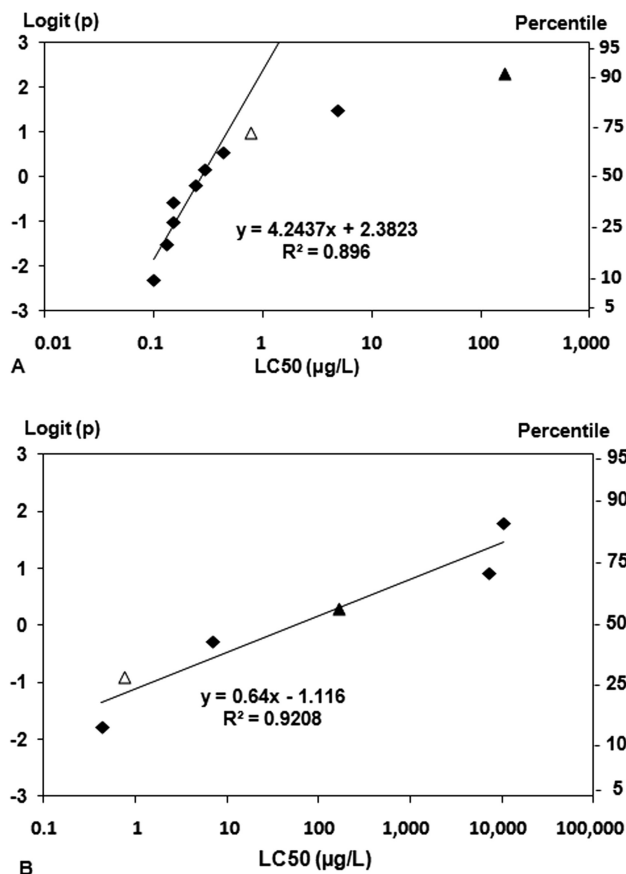 Logit (p) Percentile
3 - 95
2 - 90
1 - 75
0 - 50
-1 - 25
-2 - 10
-3 - 5
y = 4.2437x + 2.3823
R² = 0.896
0.01 0.1 1 10 100 1,000
A LC50 (µg/L)
Logit (p) Percentile
3 - 95
2 - 90
1 - 75
0 - 50
-1 - 25
-2 - 10
-3 - 5
y = 0.64x - 1.116
R² = 0.9208
0.1 1 10 100 1,000 10,000 100,000
B LC50 (µg/L)